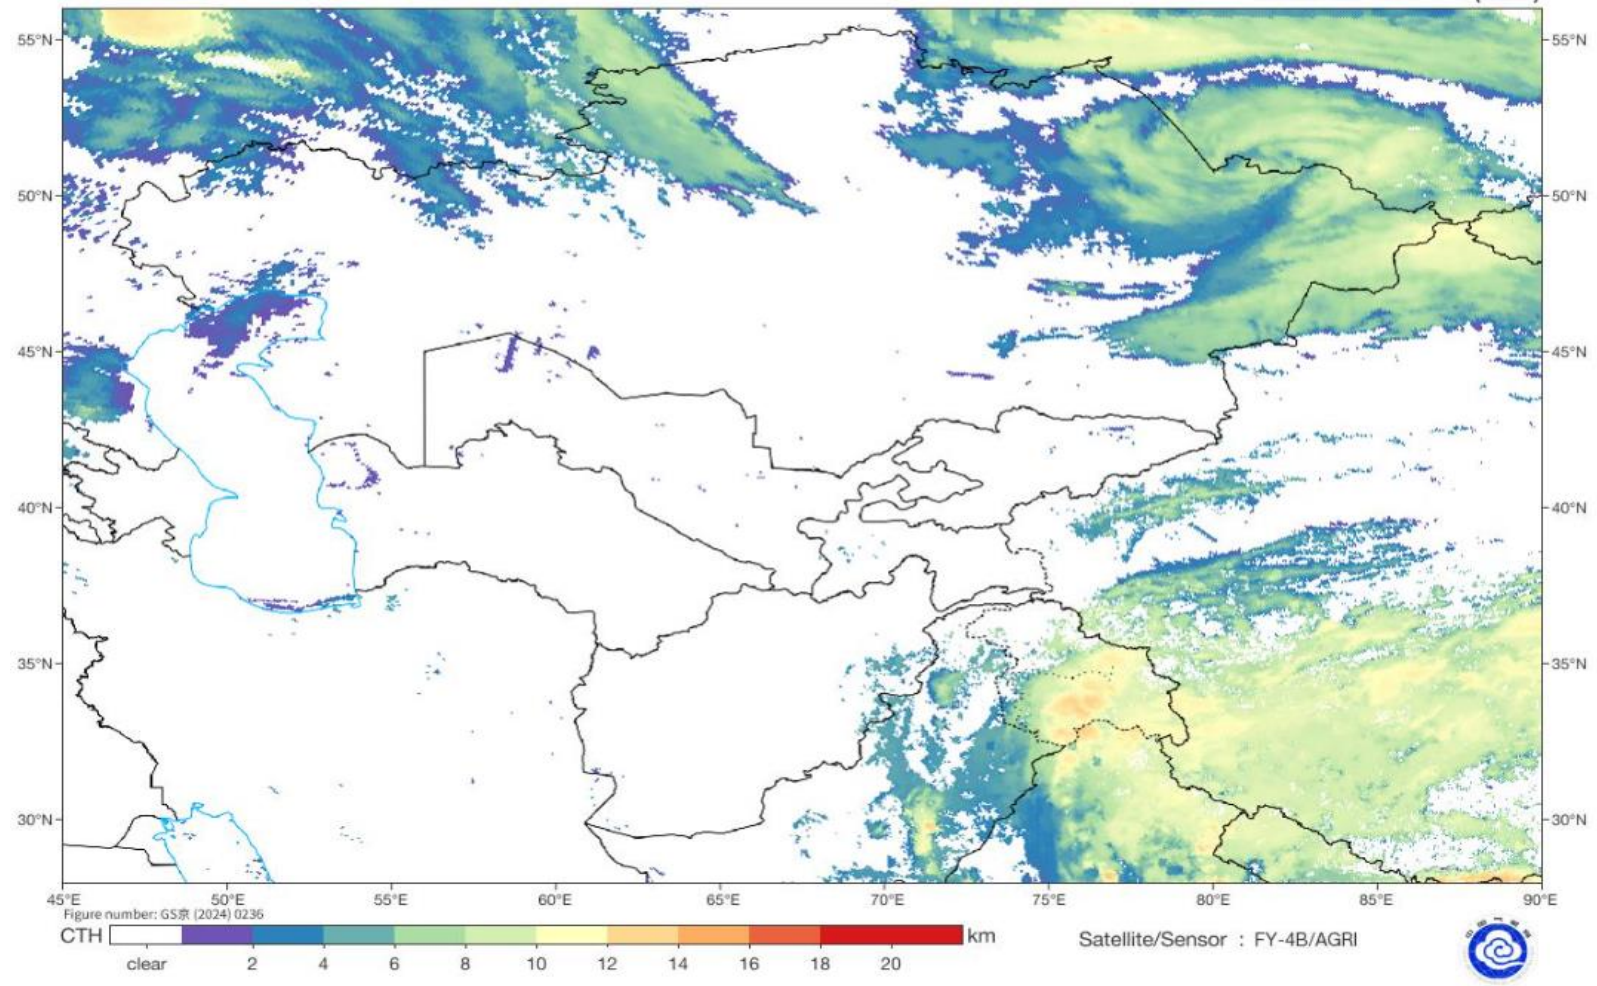 55°N 55°N
50°N 50°N
45°N 45°N
40°N 40°N
35°N 35°N
30°N 30°N
45°E 50°E 55°E 60°E 65°E 70°E 75°E 80°E 85°E 90°E
Figure number: GS京 (2024) 0236
CTH km
clear 2 4 6 8 10 12 14 16 18 20
Satellite/Sensor : FY-4B/AGRI